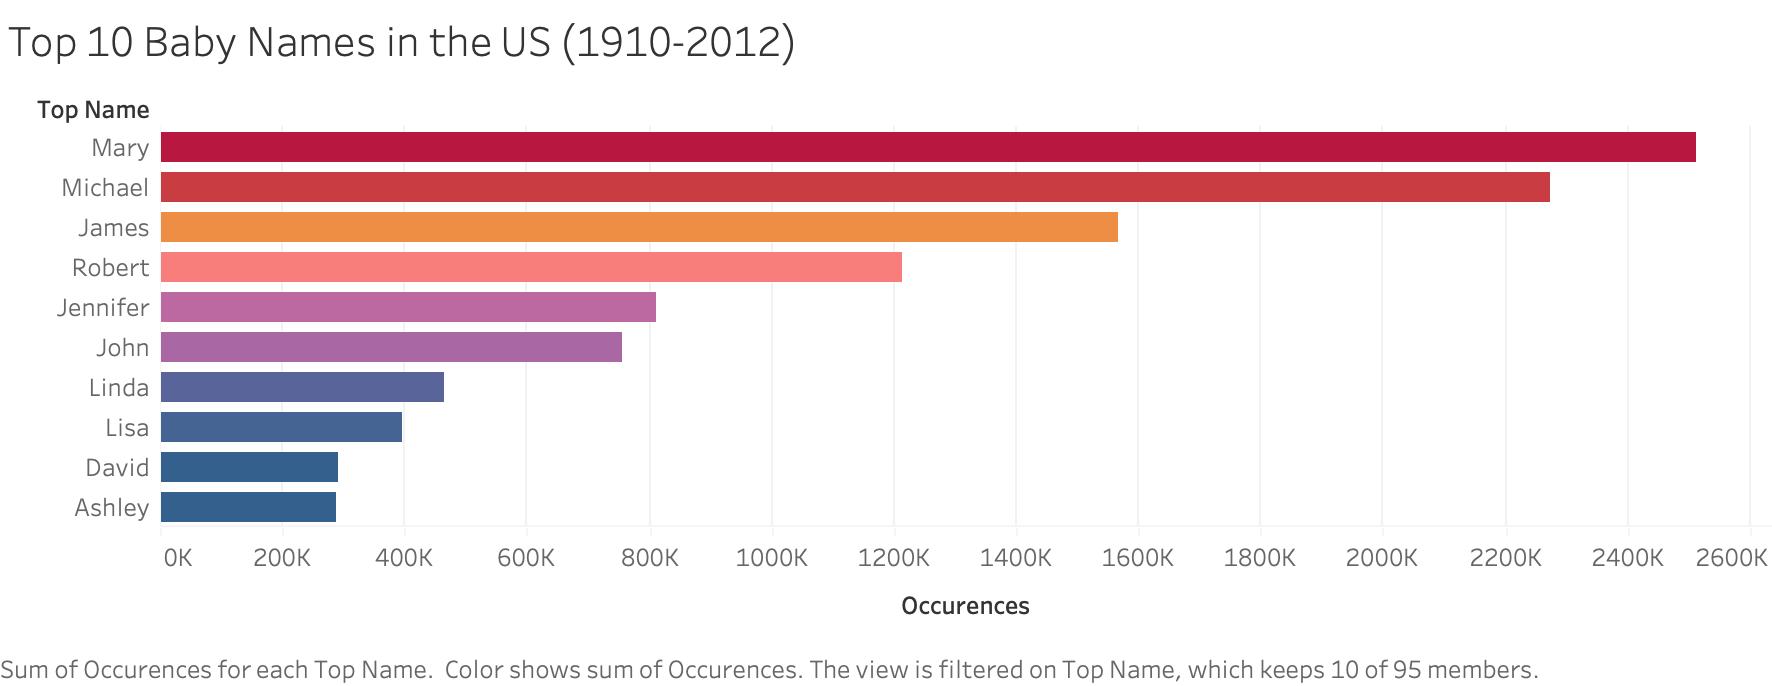 Top 10 Baby Names in the US (1910-2012)
Top Name
Mary
Michael
James
Robert
Jennifer
John
Linda
Lisa
David
Ashley
0K 200K 400K 600K 800K 1000K 1200K 1400K 1600K 1800K 2000K 2200K 2400K 2600K
Occurences
Sum of Occurences for each Top Name.  Color shows sum of Occurences. The view is filtered on Top Name, which keeps 10 of 95 members.